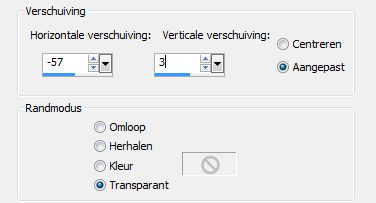 Verschuiving
Horizontale verschuiving: Verticale verschuiving:
-57 3
Centreren
Aangepast
Randmodus
Omloop
Herhalen
Kleur
Transparant